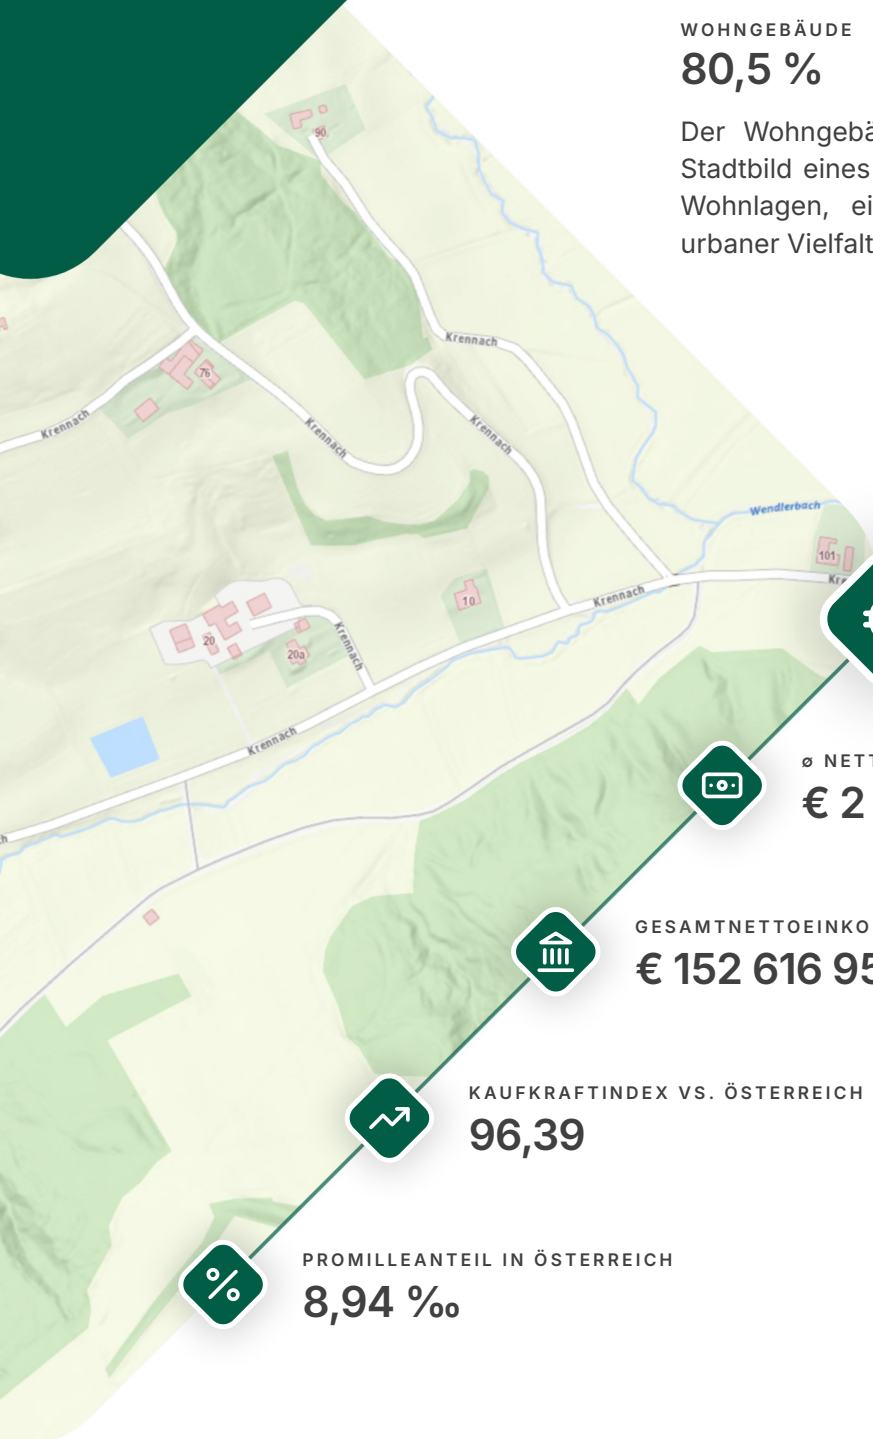 WOHNGEBÄUDE
80,5 %
Der Wohngebä
Stadtbild eines
Wohnlagen, ei
urbaner Vielfalt
90
Krennach
76
Krennach
Krennach
Krennach
Wendlerbach
101
Kre
10
Krennach
20
20a
Krennach
Krennach
h
ø NETT
€ 2
GESAMTNETTOEINKO
€ 152 616 95
KAUFKRAFTINDEX VS. ÖSTERREICH
96,39
PROMILLEANTEIL IN ÖSTERREICH
8,94 ‰